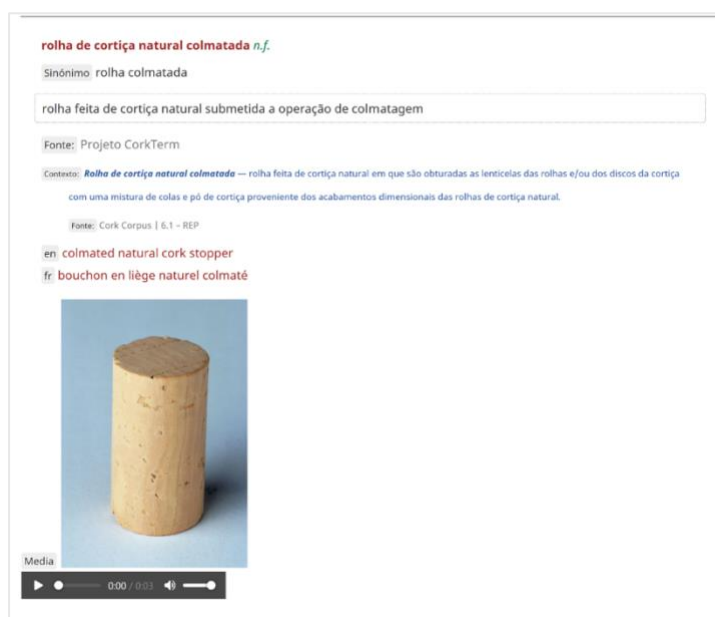 rolha de cortiça natural colmatada n.f.
Sinónimo rolha colmatada
rolha feita de cortiça natural submetida a operação de colmatagem
Fonte: Projeto CorkTerm
Contexto: Rolha de cortiça natural colmatada — rolha feita de cortiça natural em que são obturadas as lenticelas das rolhas e/ou dos discos da cortiça
com uma mistura de colas e pó de cortiça proveniente dos acabamentos dimensionais das rolhas de cortiça natural.
Fonte: Cork Corpus | 6.1 – REP
en colmated natural cork stopper
fr bouchon en liège naturel colmaté
Media
0:00 / 0:03